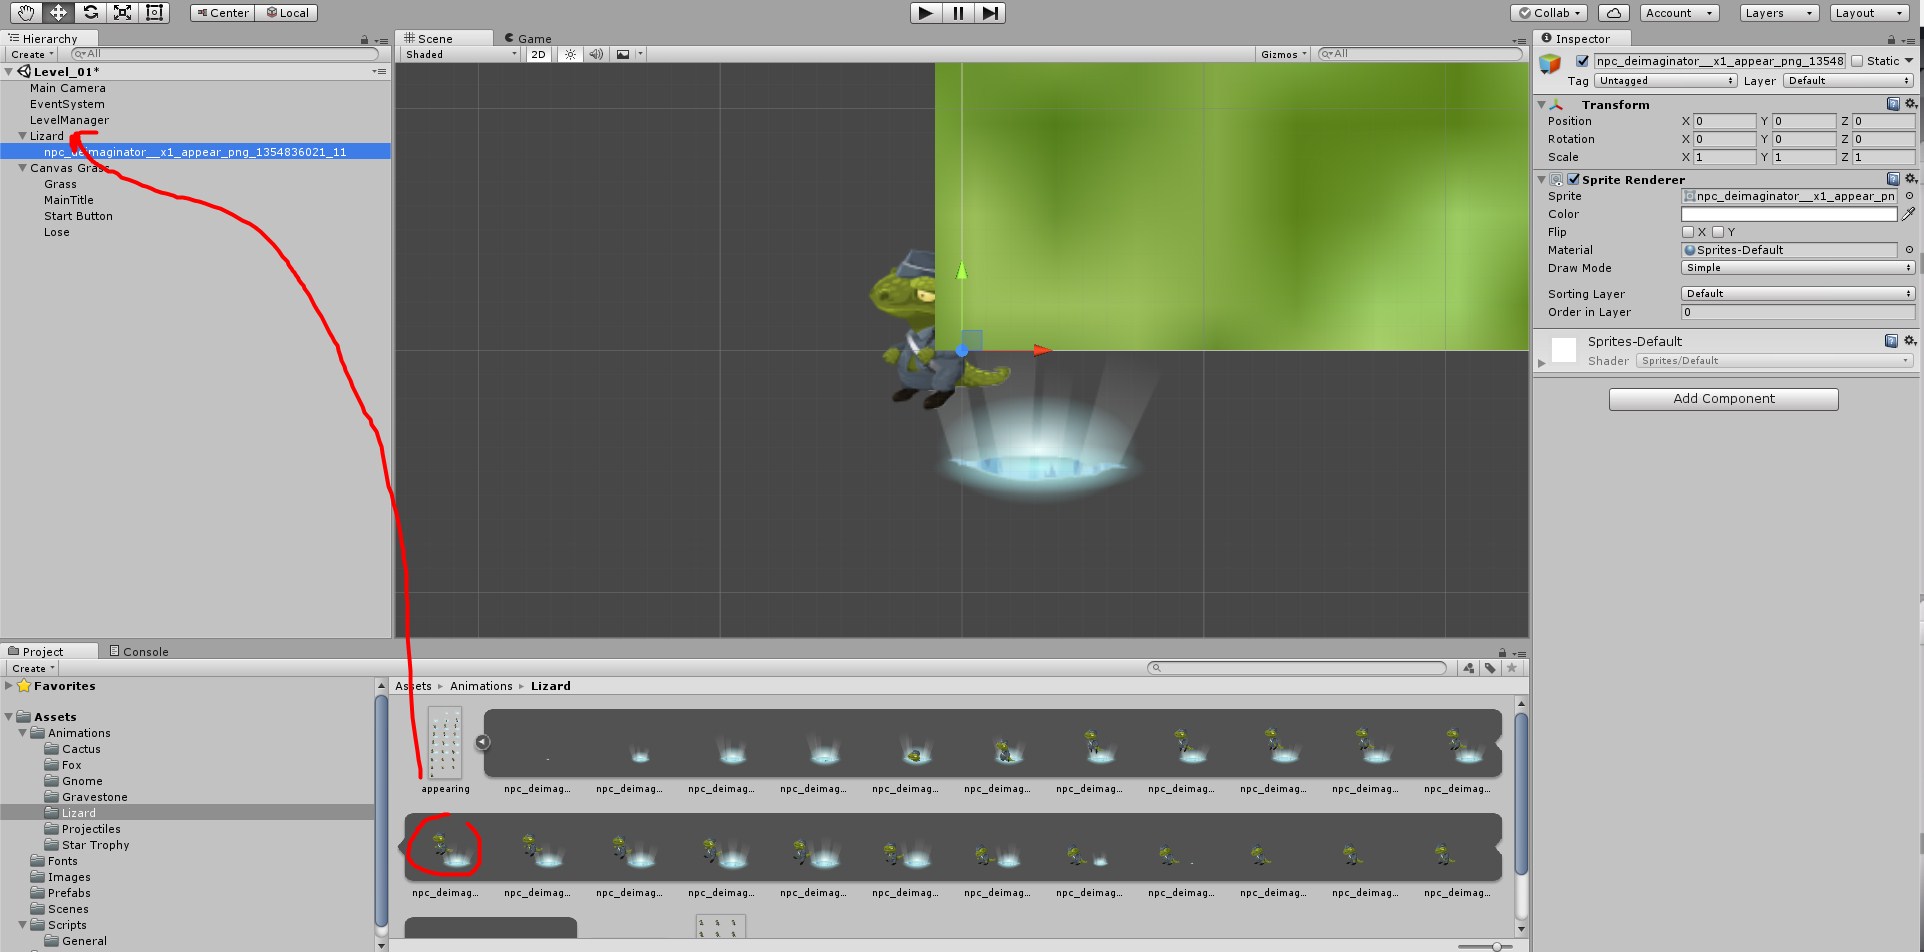 Center Local Collab Account Layers Layout
Hierarchy
Create All
Level_01*
Main Camera
EventSystem
LevelManager
Lizard
npc_deimaginator__x1_appear_png_1354836021_11
Canvas Grass
Grass
MainTitle
Start Button
Lose
Scene Game
Shaded 2D Gizmos All
Inspector
npc_deimaginator__x1_appear_png_13548 Static
Tag Untagged Layer Default
Transform
Position X 0 Y 0 Z 0
Rotation X 0 Y 0 Z 0
Scale X 1 Y 1 Z 1
Sprite Renderer
Sprite npc_deimaginator__x1_appear_pn
Color
Flip X Y
Material Sprites-Default
Draw Mode Simple
Sorting Layer Default
Order in Layer 0
Sprites-Default
Shader Sprites/Default
Add Component
Project Console
Create
Favorites
Assets
Animations
Cactus
Fox
Gnome
Gravestone
Lizard
Projectiles
Star Trophy
Fonts
Images
Prefabs
Scenes
Scripts
General
Assets Animations Lizard
appearing npc_deimag... npc_deimag... npc_deimag... npc_deimag... npc_deimag... npc_deimag... npc_deimag... npc_deimag... npc_deimag... npc_deimag... npc_deimag...
npc_deimag... npc_deimag... npc_deimag... npc_deimag... npc_deimag... npc_deimag... npc_deimag... npc_deimag... npc_deimag... npc_deimag... npc_deimag... npc_deimag...